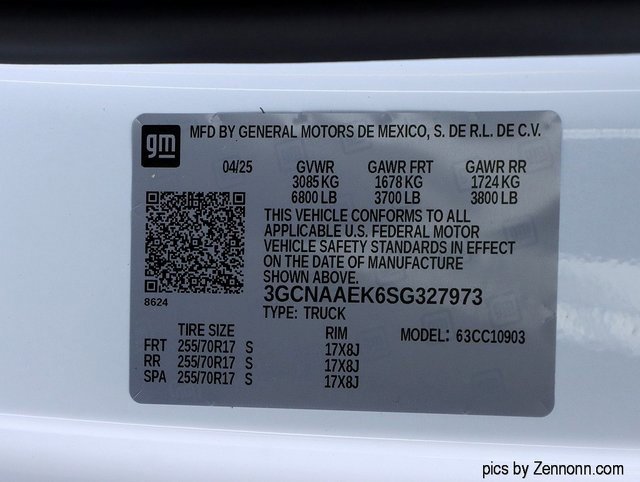 gm
MFD BY GENERAL MOTORS DE MEXICO, S. DE R.L. DE C.V.
04/25 GVWR GAWR FRT GAWR RR
3085 KG 1678 KG 1724 KG
6800 LB 3700 LB 3800 LB
THIS VEHICLE CONFORMS TO ALL
APPLICABLE U.S. FEDERAL MOTOR
VEHICLE SAFETY STANDARDS IN EFFECT
ON THE DATE OF MANUFACTURE
SHOWN ABOVE.
8624
3GCNAAEK6SG327973
TYPE: TRUCK
TIRE SIZE RIM MODEL: 63CC10903
FRT 255/70R17 S 17X8J
RR 255/70R17 S 17X8J
SPA 255/70R17 S 17X8J
pics by Zennonn.com